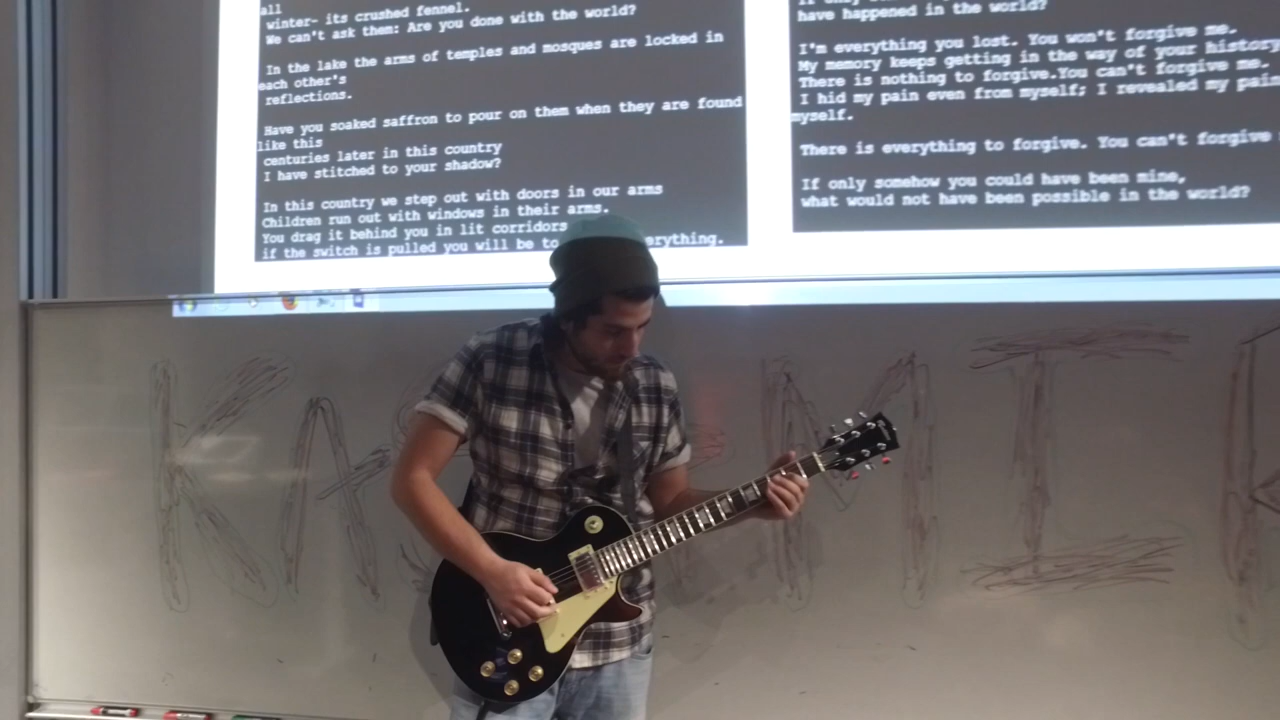 all
winter- its crushed fennel.
We can't ask them: Are you done with the world?
In the lake the arms of temples and mosques are locked in
each other's
reflections.
Have you soaked saffron to pour on them when they are found
like this
centuries later in this country
I have stitched to your shadow?
In this country we step out with doors in our arms
Children run out with windows in their arms.
You drag it behind you in lit corridors
if the switch is pulled you will be
have happened in the world?
I'm everything you lost. You won't forgive me.
My memory keeps getting in the way of your history
There is nothing to forgive.You can't forgive me.
I hid my pain even from myself; I revealed my pain
myself.
There is everything to forgive. You can't forgive
If only somehow you could have been mine,
what would not have been possible in the world?
KASHMIR